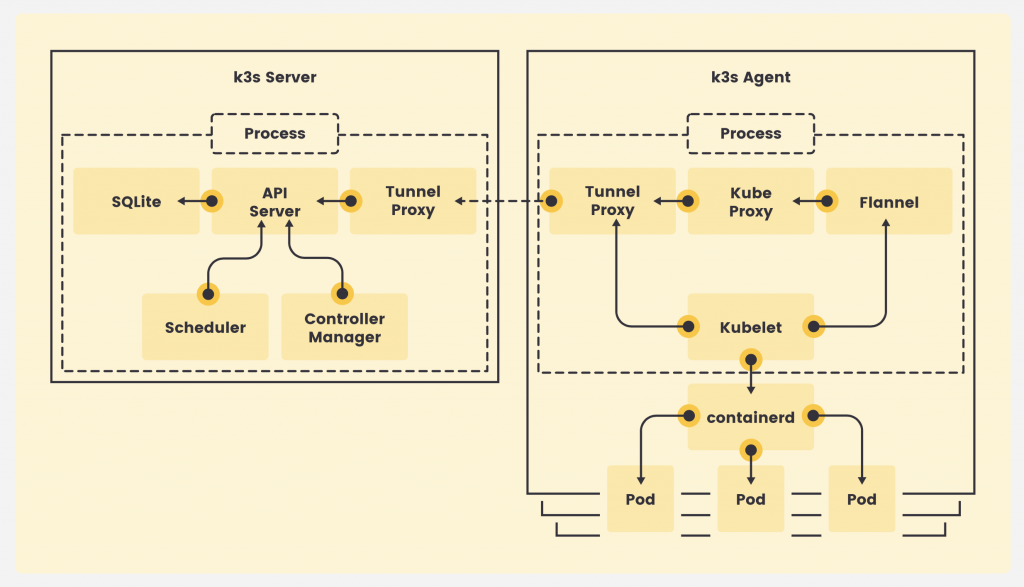 k3s Server
Process
SQLite
API
Server
Tunnel
Proxy
Scheduler
Controller
Manager
k3s Agent
Process
Tunnel
Proxy
Kube
Proxy
Flannel
Kubelet
containerd
Pod
Pod
Pod